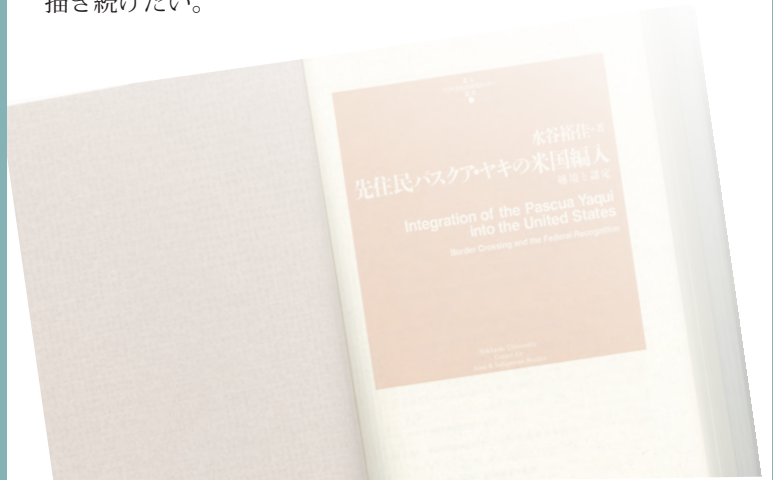 描き続けたい。
水谷裕佳・著
先住民パスクア・ヤキの米国編入
越境と認定
Integration of the Pascua Yaqui
into the United States
Border Crossing and the Federal Recognition